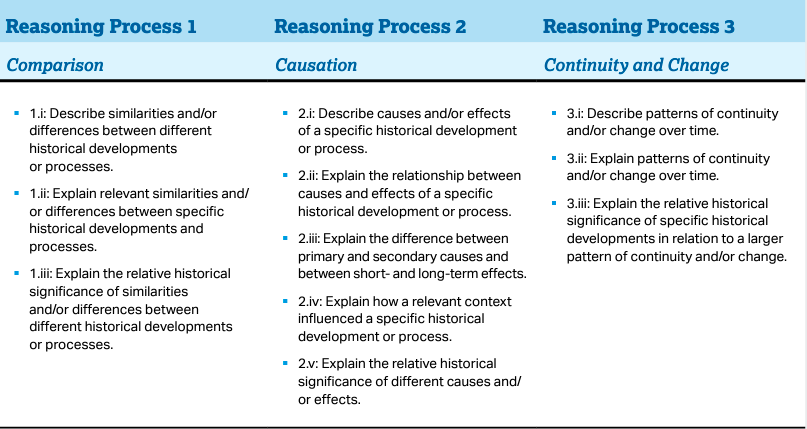 Reasoning Process 1
Comparison
1.i: Describe similarities and/or
differences between different
historical developments
or processes.
1.ii: Explain relevant similarities and/
or differences between specific
historical developments and
processes.
1.iii: Explain the relative historical
significance of similarities
and/or differences between
different historical developments
or processes.
Reasoning Process 2
Causation
2.i: Describe causes and/or effects
of a specific historical development
or process.
2.ii: Explain the relationship between
causes and effects of a specific
historical development or process.
2.iii: Explain the difference between
primary and secondary causes and
between short- and long-term effects.
2.iv: Explain how a relevant context
influenced a specific historical
development or process.
2.v: Explain the relative historical
significance of different causes and/
or effects.
Reasoning Process 3
Continuity and Change
3.i: Describe patterns of continuity
and/or change over time.
3.ii: Explain patterns of continuity
and/or change over time.
3.iii: Explain the relative historical
significance of specific historical
developments in relation to a larger
pattern of continuity and/or change.